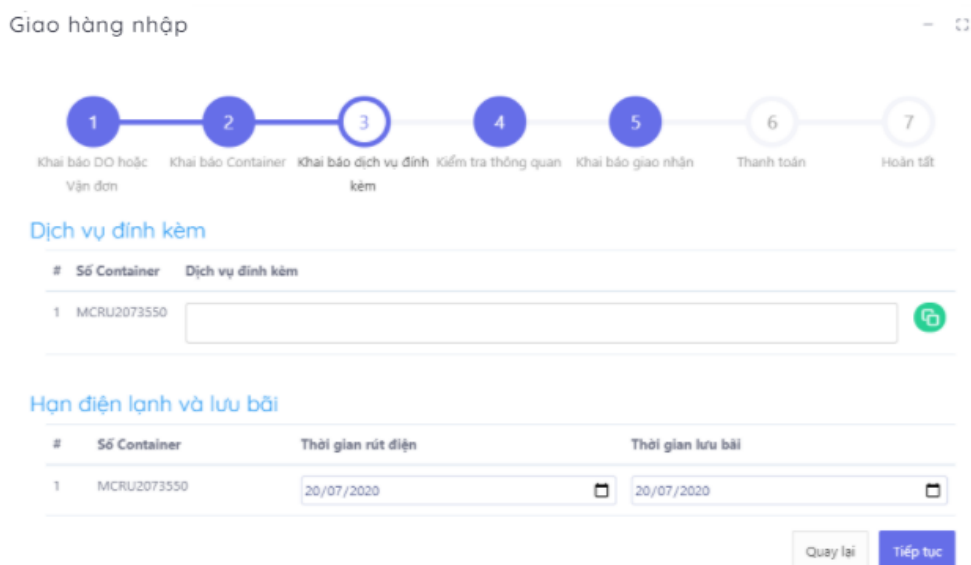 Giao hàng nhập
1 2 3 4 5 6 7
Khai báo DO hoặc Vận đơn
Khai báo Container
Khai báo dịch vụ đính kèm
Kiểm tra thông quan
Khai báo giao nhận
Thanh toán
Hoàn tất
Dịch vụ đính kèm
# Số Container Dịch vụ đính kèm
1 MCRU2073550
Hạn điện lạnh và lưu bãi
# Số Container Thời gian rút điện Thời gian lưu bãi
1 MCRU2073550 20/07/2020 20/07/2020
Quay lại Tiếp tục